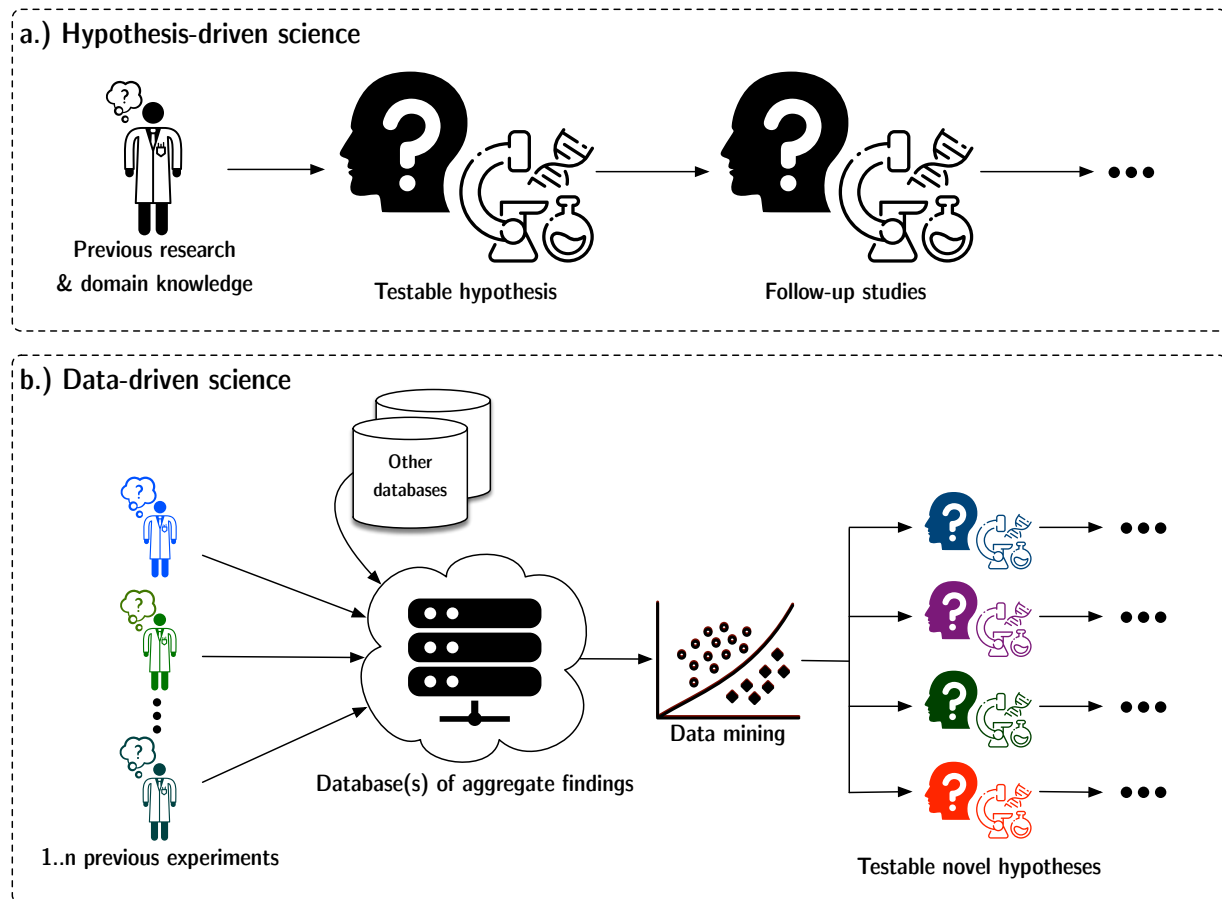 a.) Hypothesis-driven science
?
Previous research
& domain knowledge
?
Testable hypothesis
?
Follow-up studies
b.) Data-driven science
Other
databases
?
?
?
1..n previous experiments
Database(s) of aggregate findings
Data mining
?
?
?
?
Testable novel hypotheses